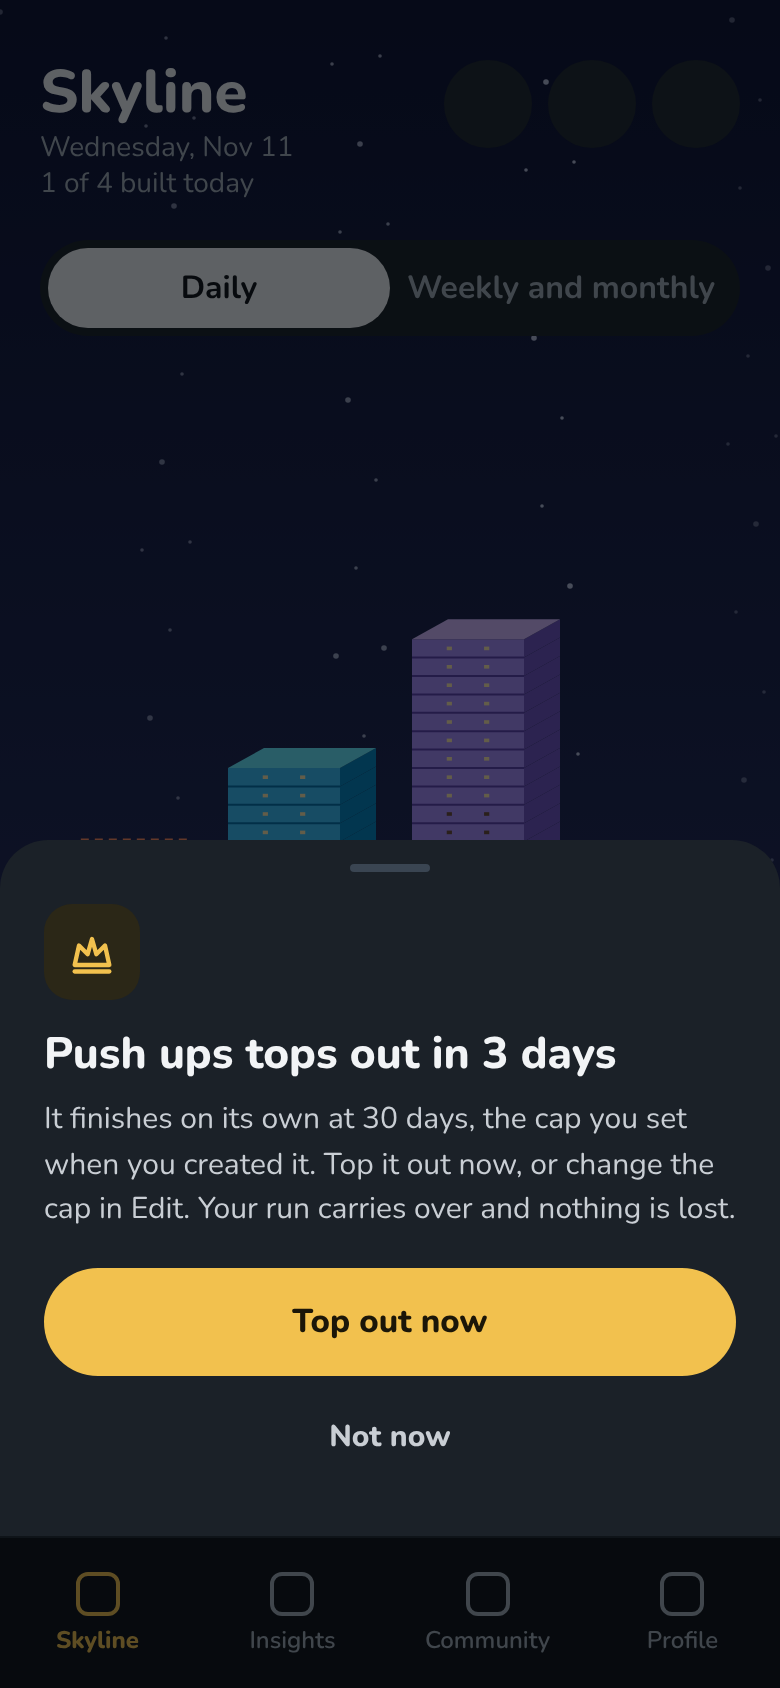 Skyline
Wednesday, Nov 11
1 of 4 built today
Daily
Weekly and monthly
Push ups tops out in 3 days
It finishes on its own at 30 days, the cap you set
when you created it. Top it out now, or change the
cap in Edit. Your run carries over and nothing is lost.
Top out now
Not now
Skyline
Insights
Community
Profile